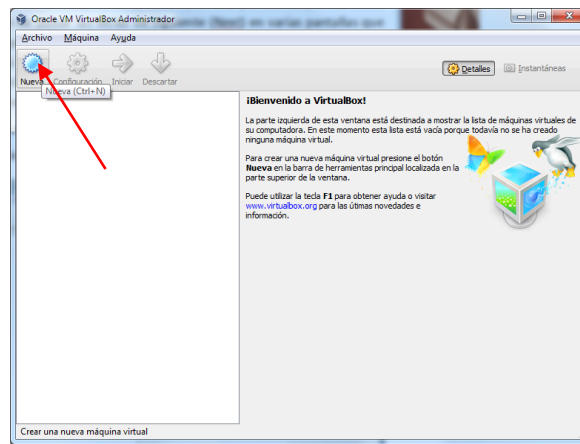 Oracle VM VirtualBox Administrador
Archivo Máquina Ayuda
Nueva Configuración Iniciar Descartar
Detalles Instantáneas
Nueva (Ctrl+N)
¡Bienvenido a VirtualBox!
La parte izquierda de esta ventana está destinada a mostrar la lista de máquinas virtuales de
su computadora. En este momento esta lista está vacía porque todavía no se ha creado
ninguna máquina virtual.
Para crear una nueva máquina virtual presione el botón
Nueva en la barra de herramientas principal localizada en la
parte superior de la ventana.
Puede utilizar la tecla F1 para obtener ayuda o visitar
www.virtualbox.org para las útimas novedades e
información.
Crear una nueva máquina virtual